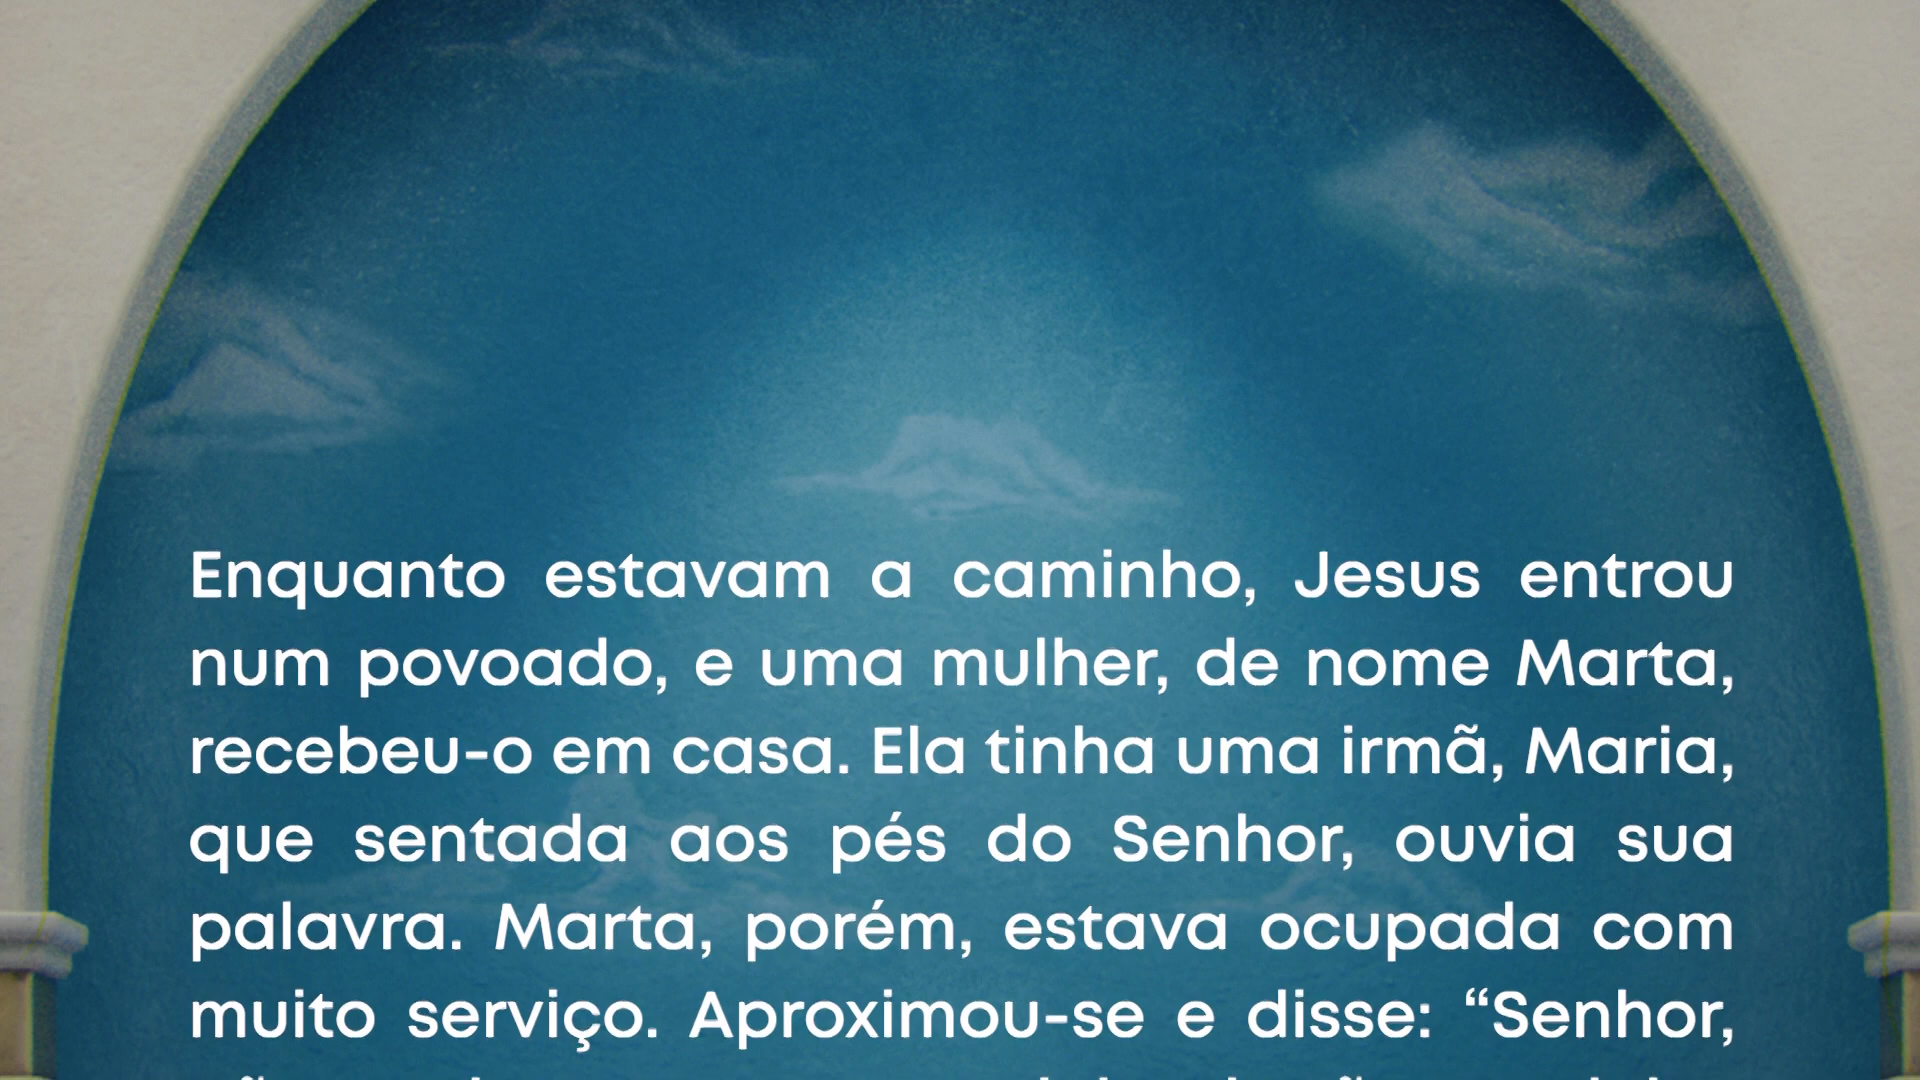 Enquanto estavam a caminho, Jesus entrou
num povoado, e uma mulher, de nome Marta,
recebeu-o em casa. Ela tinha uma irmã, Maria,
que sentada aos pés do Senhor, ouvia sua
palavra. Marta, porém, estava ocupada com
muito serviço. Aproximou-se e disse: “Senhor,